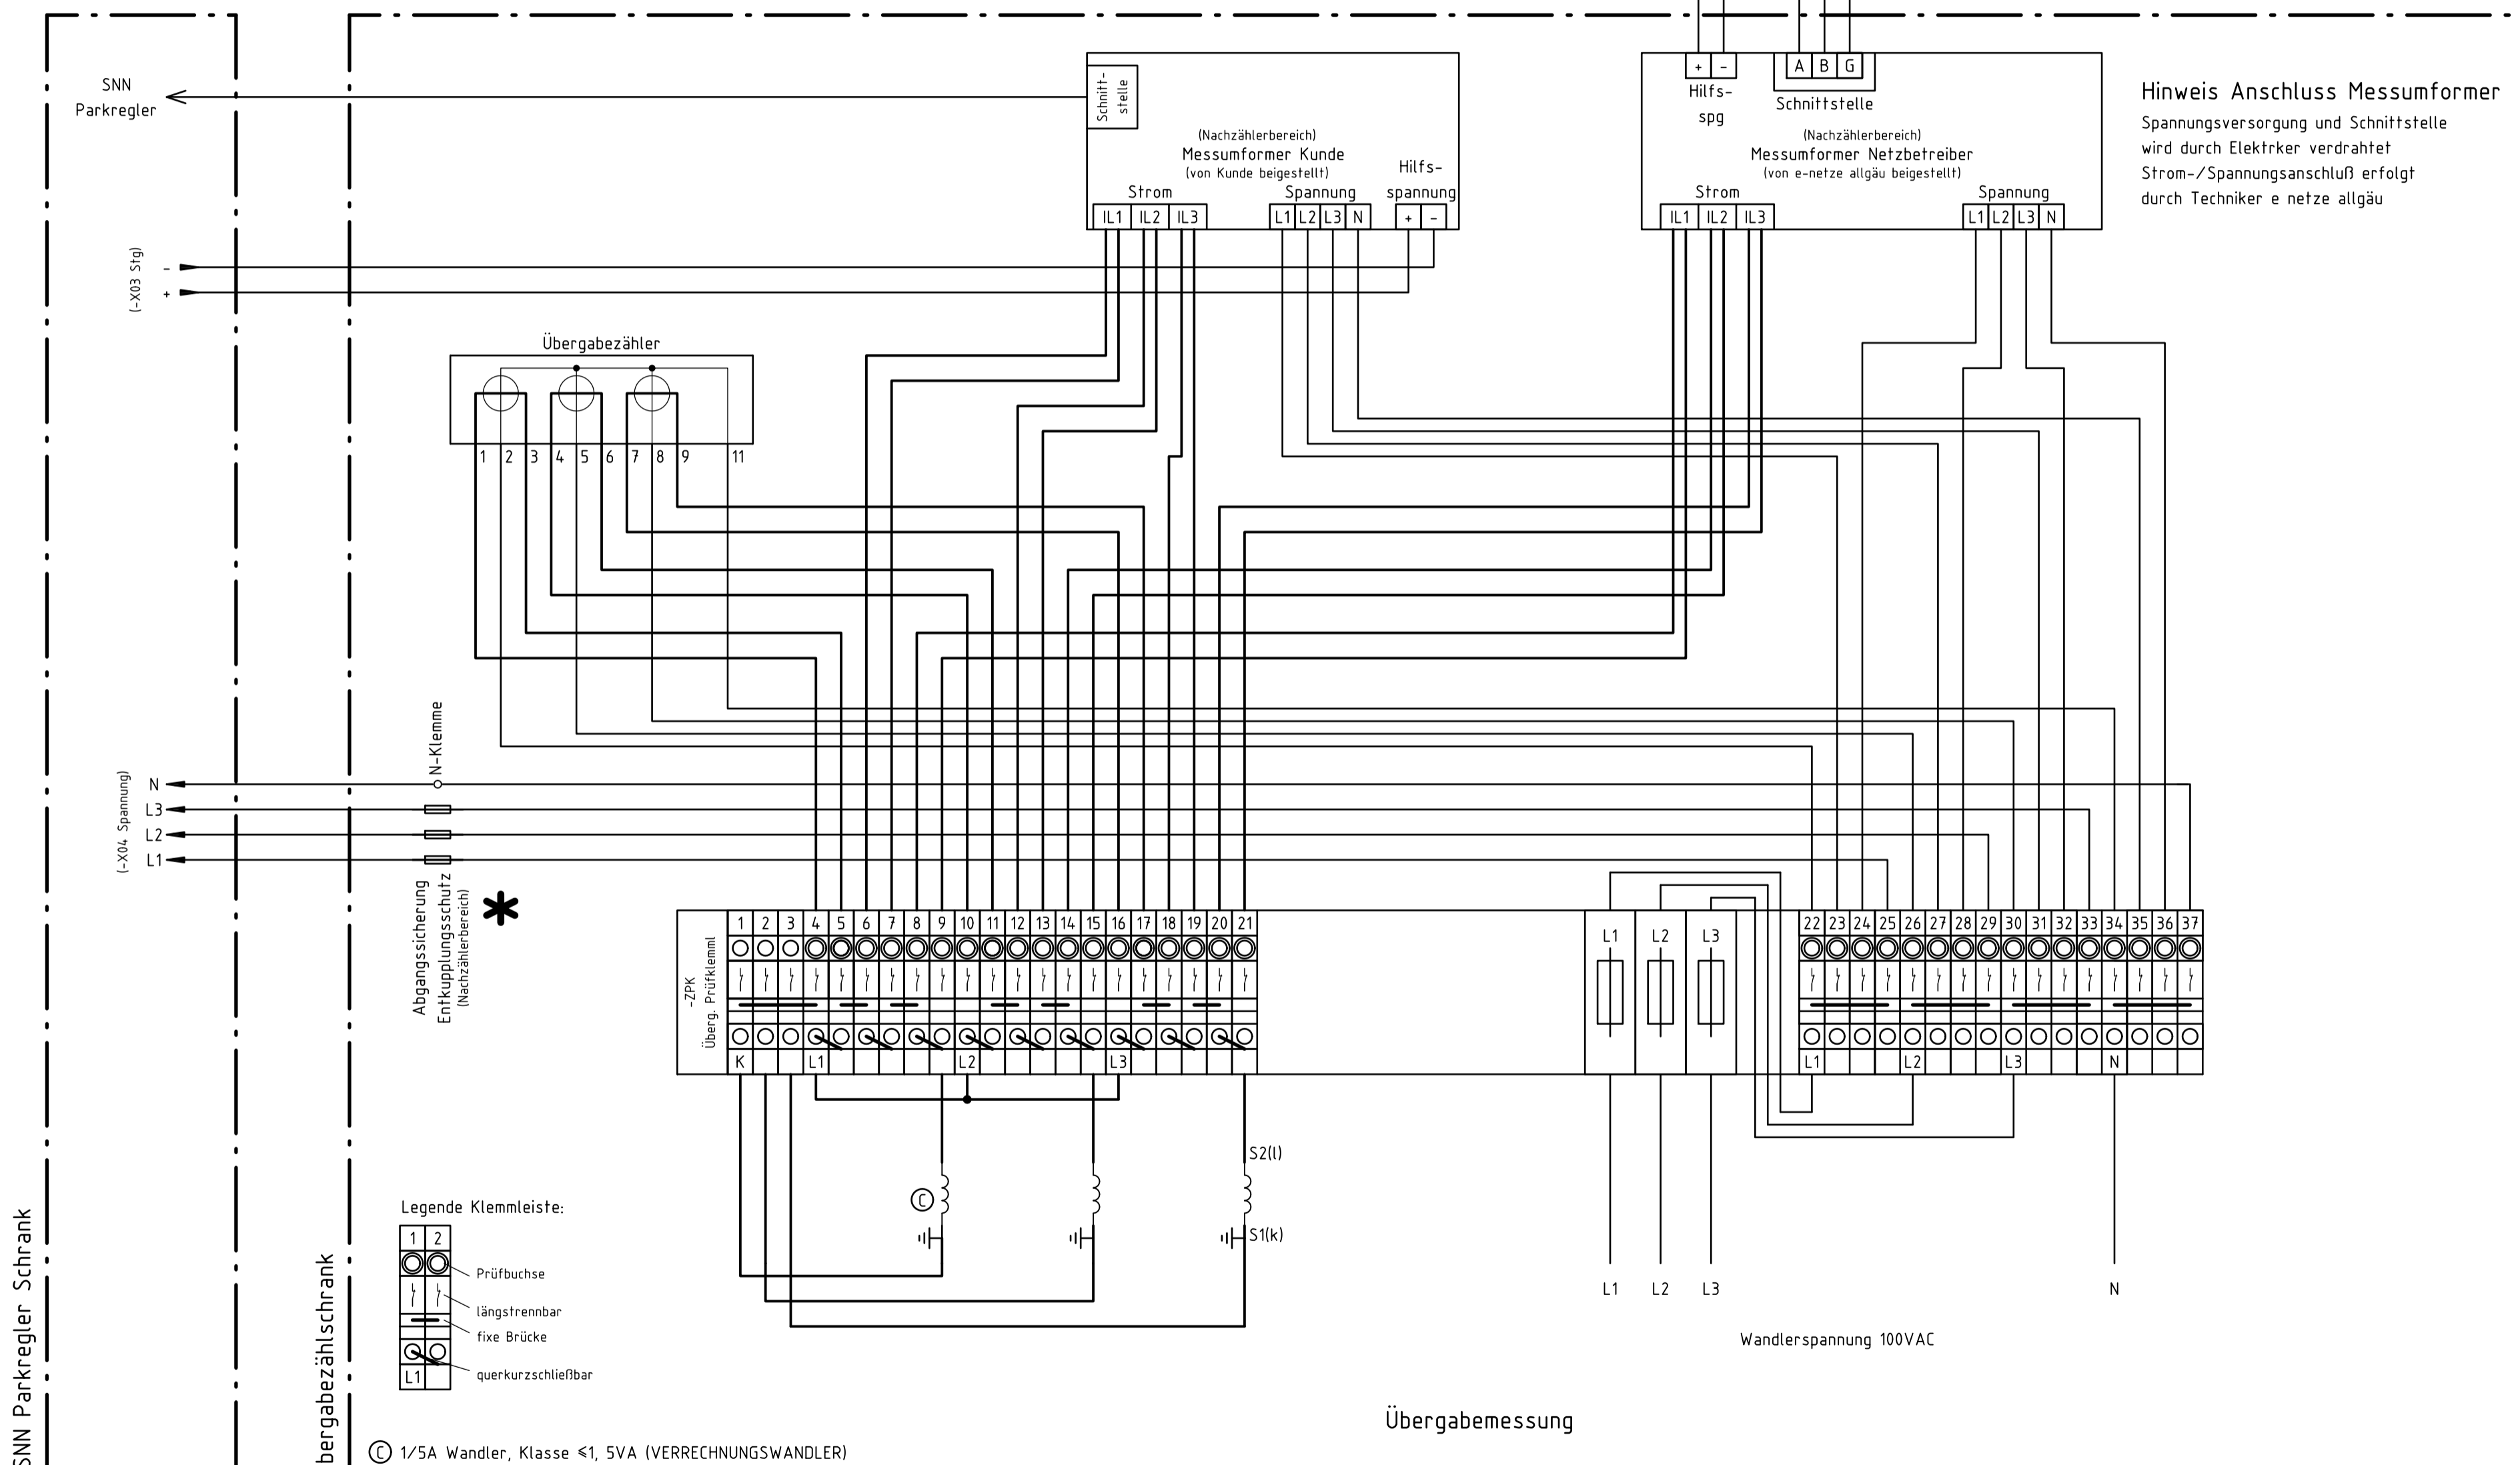 SNN
Parkregler
Schnitt-
stelle
(Nachzählerbereich)
Messumformer Kunde
(von Kunde beigestellt)
Hilfs-
spannung
Strom
Spannung
IL1 IL2 IL3
L1 L2 L3 N
+ -
+ -
A B G
Hilfs-
spg
Schnittstelle
(Nachzählerbereich)
Messumformer Netzbetreiber
(von e-netze allgäu beigestellt)
Strom
Spannung
IL1 IL2 IL3
L1 L2 L3 N
Hinweis Anschluss Messumformer
Spannungsversorgung und Schnittstelle
wird durch Elektrker verdrahtet
Strom-/Spannungsanschluß erfolgt
durch Techniker e netze allgäu
(-X03 Stg)
-
+
Übergabezähler
1 2 3 4 5 6 7 8 9 11
N-Klemme
(-X04 Spannung)
N
L3
L2
L1
Abgangssicherung
Entkupplungsschutz
(Nachzählerbereich)
*
-ZPK
Überg. Prüfklemml
1 2 3 4 5 6 7 8 9 10 11 12 13 14 15 16 17 18 19 20 21
K L1 L2 L3
L1 L2 L3
22 23 24 25 26 27 28 29 30 31 32 33 34 35 36 37
L1 L2 L3 N
S2(l)
C
S1(k)
L1 L2 L3 N
Wandlerspannung 100VAC
Legende Klemmleiste:
1 2
Prüfbuchse
längstrennbar
fixe Brücke
querkurzschließbar
L1
SNN Parkregler Schrank
bergabezählschrank
Übergabemessung
C 1/5A Wandler, Klasse ≤1, 5VA (VERRECHNUNGSWANDLER)